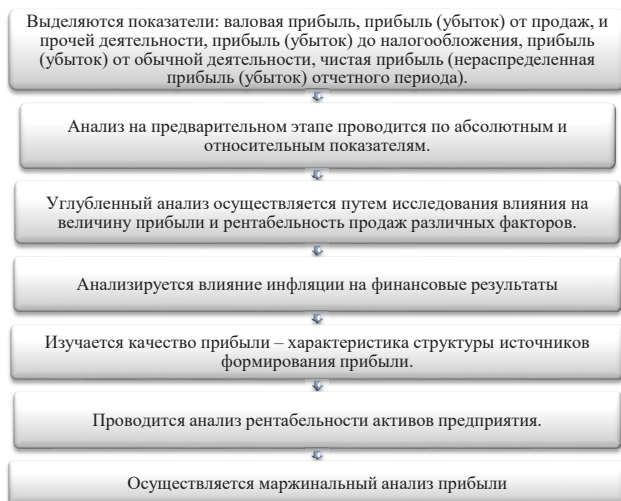 Выделяются показатели: валовая прибыль, прибыль (убыток) от продаж, и
прочей деятельности, прибыль (убыток) до налогообложения, прибыль
(убыток) от обычной деятельности, чистая прибыль (нераспределенная
прибыль (убыток) отчетного периода).
Анализ на предварительном этапе проводится по абсолютным и
относительным показателям.
Углубленный анализ осуществляется путем исследования влияния на
величину прибыли и рентабельность продаж различных факторов.
Анализируется влияние инфляции на финансовые результаты
Изучается качество прибыли – характеристика структуры источников
формирования прибыли.
Проводится анализ рентабельности активов предприятия.
Осуществляется маржинальный анализ прибыли